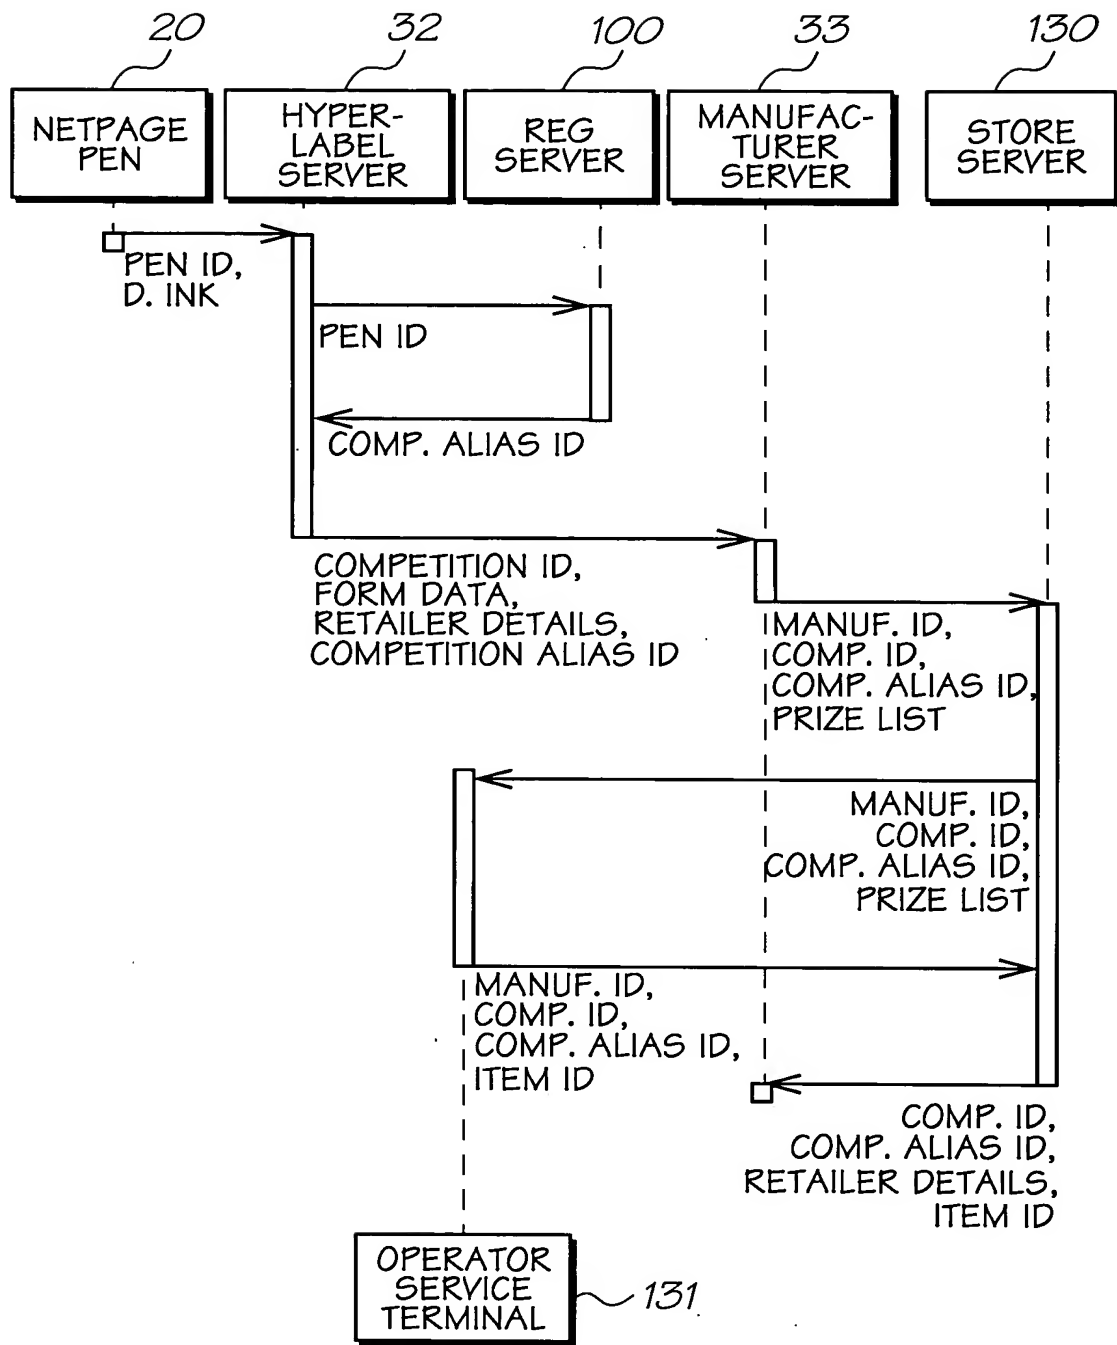 20
32
100
33
130
NETPAGE
PEN
HYPER-
LABEL
SERVER
REG
SERVER
MANUFAC-
TURER
SERVER
STORE
SERVER
PEN ID,
D. INK
PEN ID
COMP. ALIAS ID
COMPETITION ID,
FORM DATA,
RETAILER DETAILS,
COMPETITION ALIAS ID
MANUF. ID,
COMP. ID,
COMP. ALIAS ID,
PRIZE LIST
MANUF. ID,
COMP. ID,
COMP. ALIAS ID,
PRIZE LIST
MANUF. ID,
COMP. ID,
COMP. ALIAS ID,
ITEM ID
COMP. ID,
COMP. ALIAS ID,
RETAILER DETAILS,
ITEM ID
OPERATOR
SERVICE
TERMINAL
131